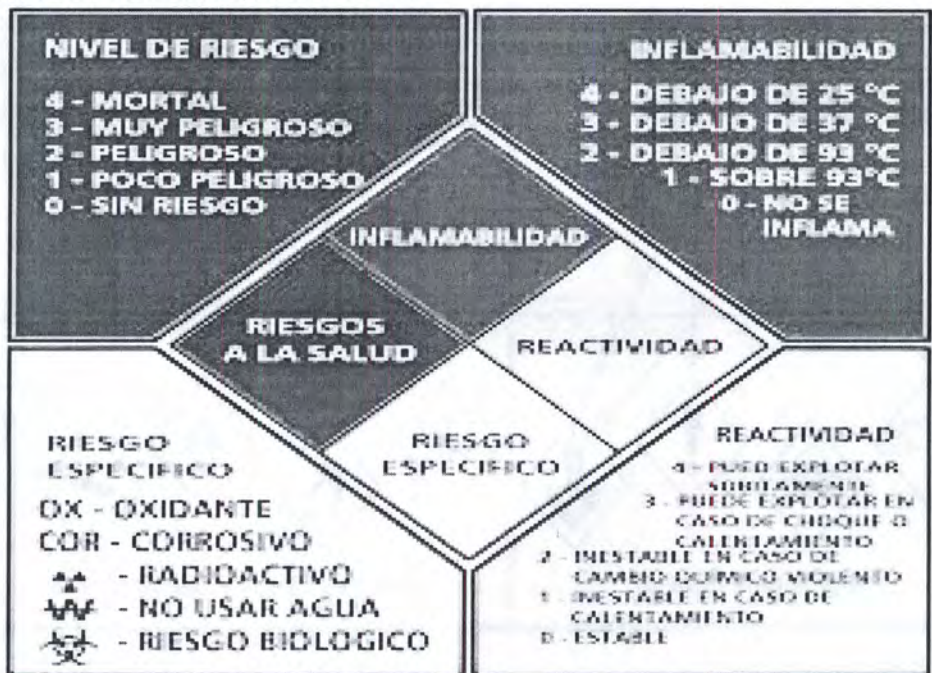 NIVEL DE RIESGO
4 - MORTAL
3 - MUY PELIGROSO
2 - PELIGROSO
1 - POCO PELIGROSO
0 - SIN RIESGO
INFLAMABILIDAD
4 - DEBAJO DE 25 °C
3 - DEBAJO DE 37 °C
2 - DEBAJO DE 93 °C
1 - SOBRE 93°C
0 - NO SE
INFLAMA
INFLAMABILIDAD
RIESGOS
A LA SALUD
REACTIVIDAD
RIESGO
ESPECIFICO
RIESGO
ESPECIFICO
OX - OXIDANTE
COR - CORROSIVO
- RADIOACTIVO
W - NO USAR AGUA
- RIESGO BIOLOGICO
REACTIVIDAD
4 - PUED EXPLOTAR
SUBITAMENTE
3 - PUEDE EXPLOTAR EN
CASO DE CHOQUE O
CALENTAMIENTO
2 - INESTABLE EN CASO DE
CAMBIO QUIMICO VIOLENTO
1 - INESTABLE EN CASO DE
CALENTAMIENTO
0 - ESTABLE